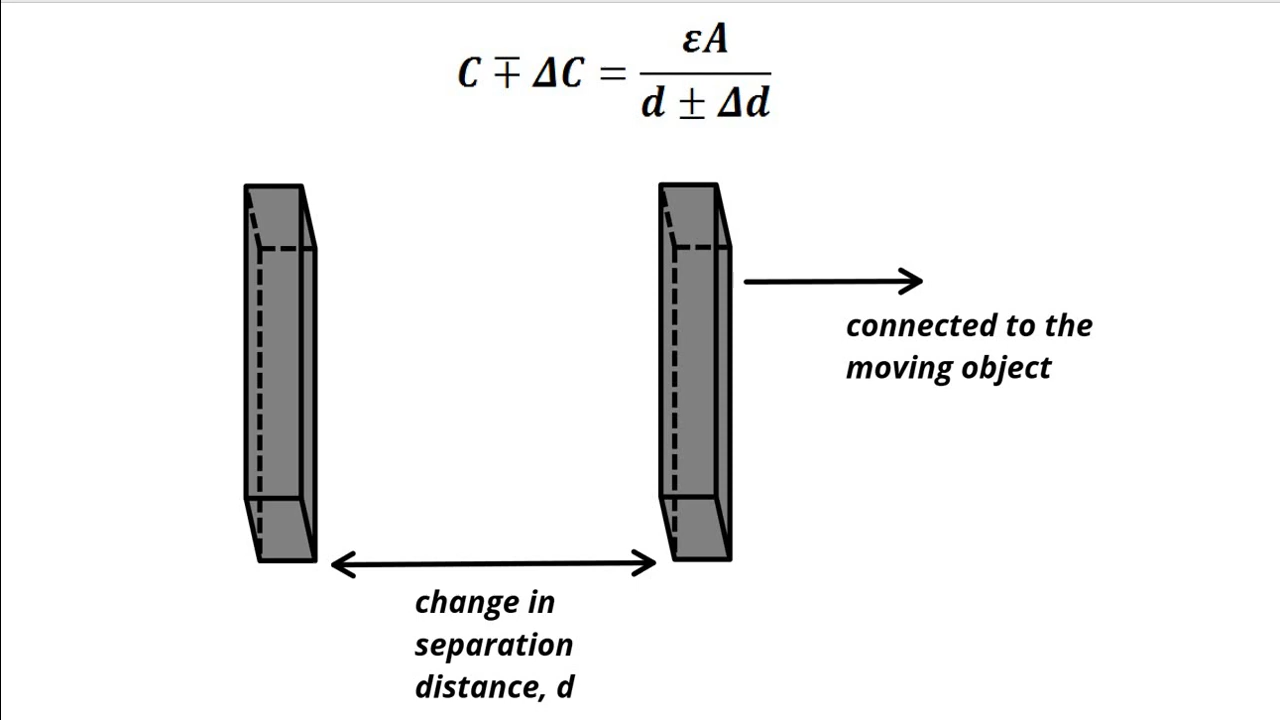 C ∓ ΔC = εA / d ± Δd
connected to the
moving object
change in
separation
distance, d